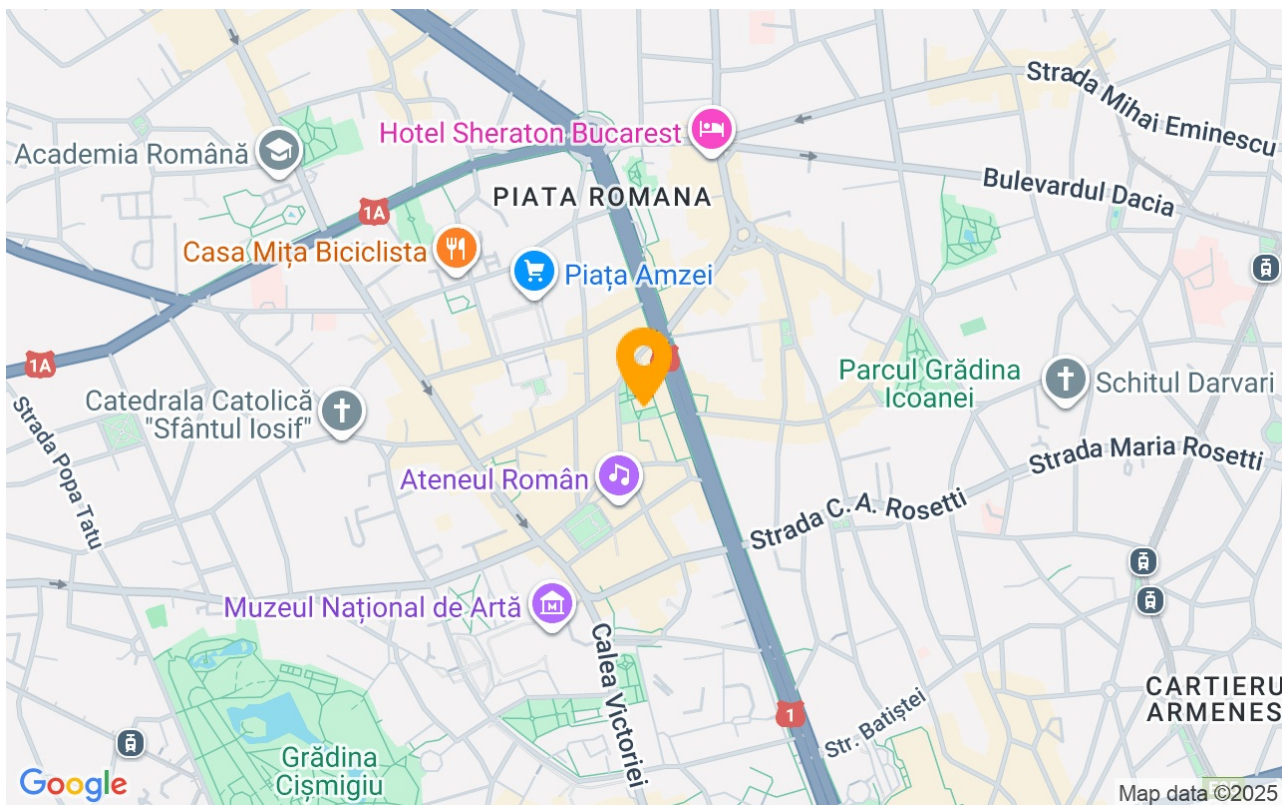 Strada Mihai Eminescu
Hotel Sheraton Bucarest
Academia Română
Bulevardul Dacia
PIATA ROMANA
1A
Casa Mița Biciclista
Piața Amzei
1A
Parcul Grădina
Icoanei
Schitul Darvari
Catedrala Catolică
"Sfântul Iosif"
Strada Popa Tatu
Ateneul Român
Strada Maria Rosetti
Strada C. A. Rosetti
Muzeul Național de Artă
M
Calea Victoriei
CARTIERU
ARMENES
1
Str. Batiștei
Grădina
Cișmigiu
Google
Map data ©2025